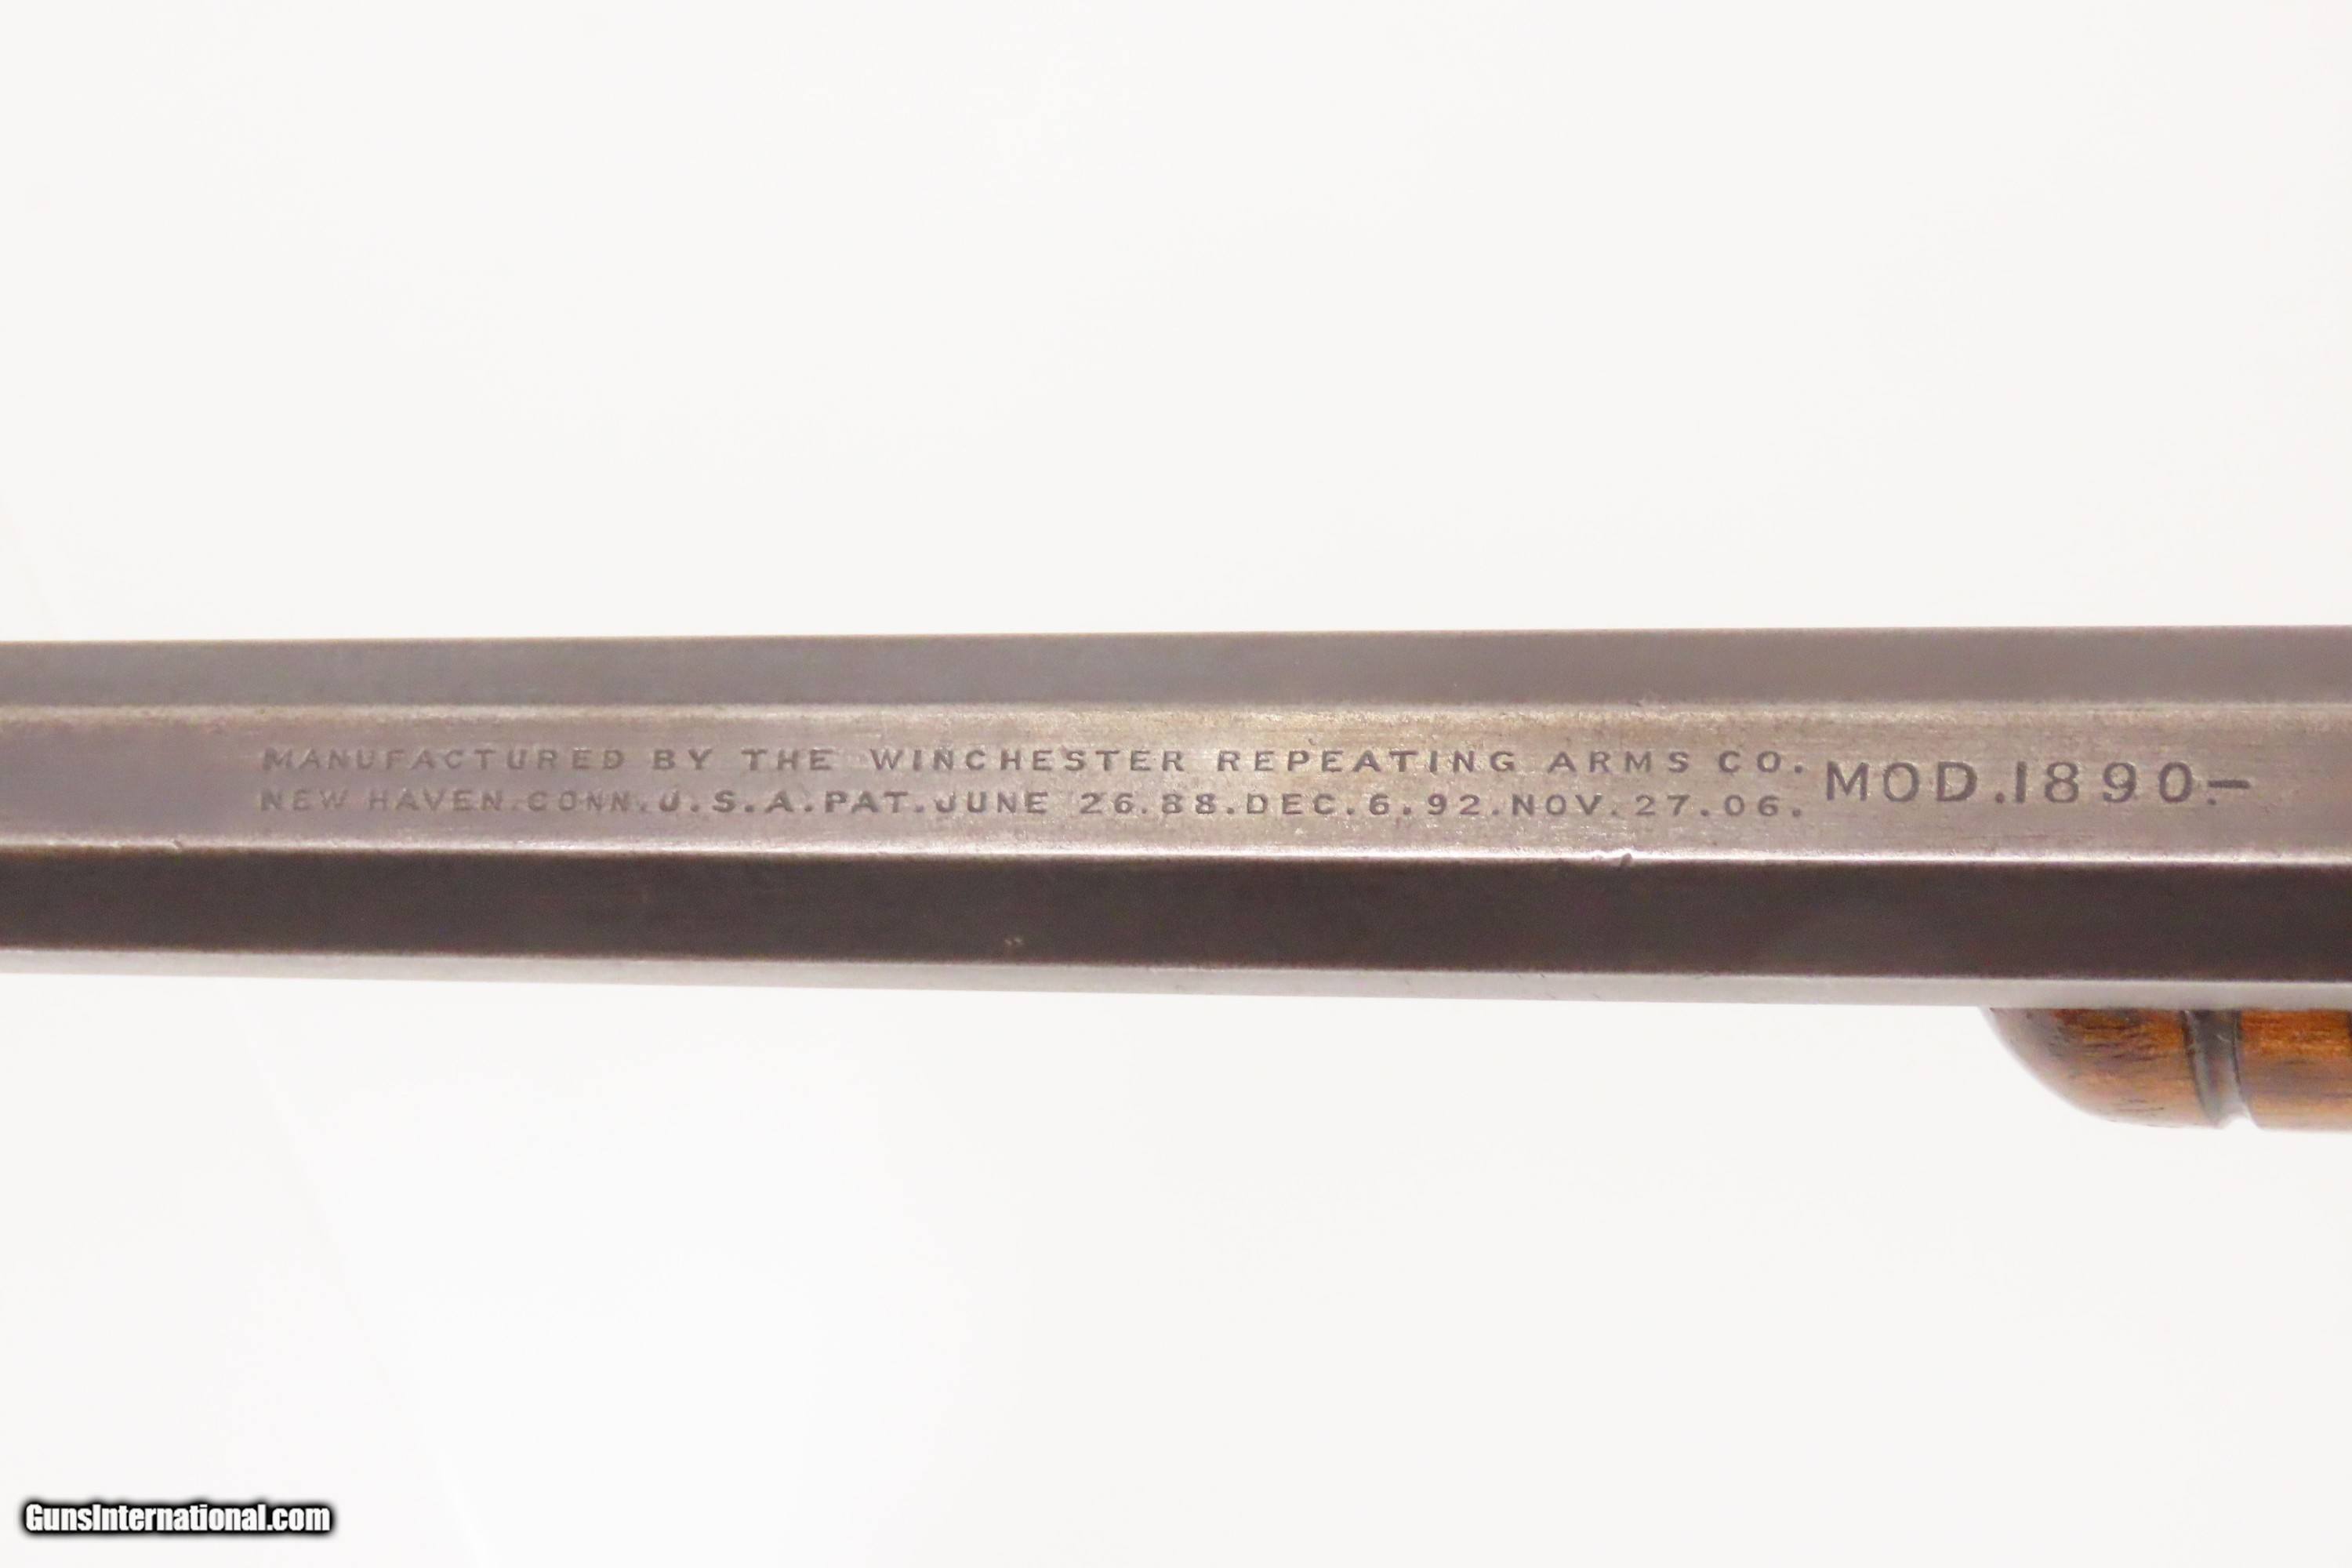 MANUFACTURED BY THE WINCHESTER REPEATING ARMS CO.
NEW HAVEN.CONN.U.S.A.PAT.JUNE 26.88.DEC.6.92.NOV.27.06.
MOD.1890.–
GunsInternational.com